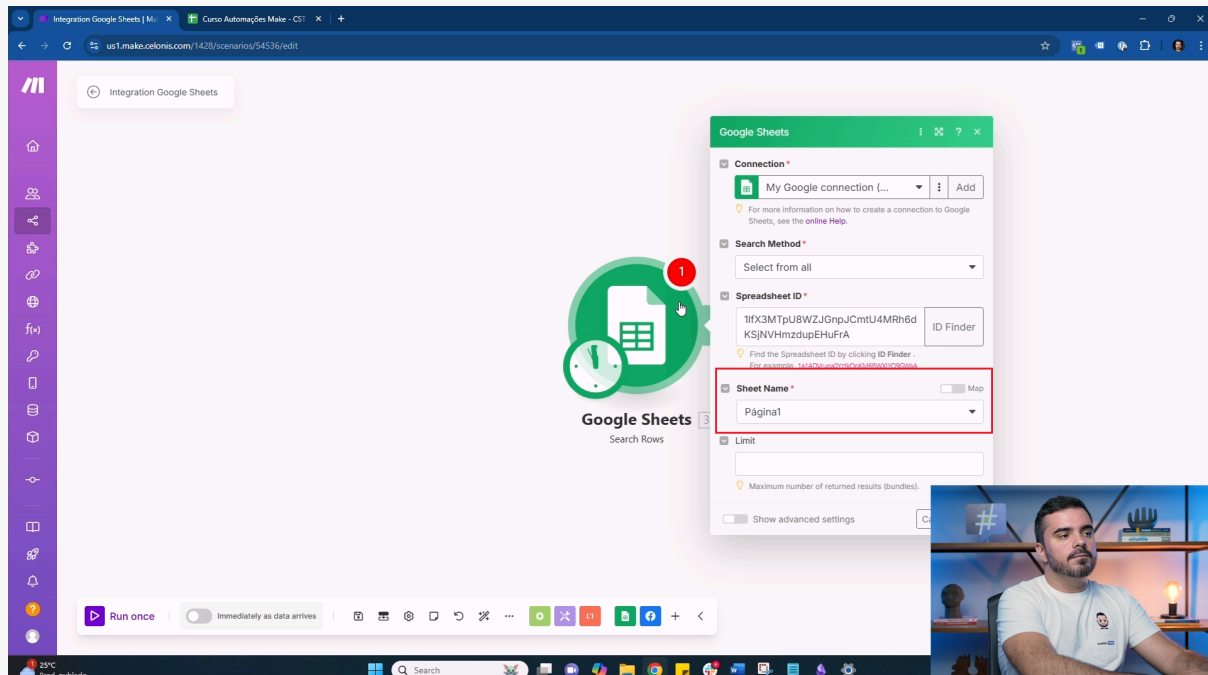 Integration Google Sheets | Ma
Curso Automações Make - CST
us1.make.celonis.com/1428/scenarios/54536/edit
Integration Google Sheets
Google Sheets
?
Connection *
My Google connection (...
Add
For more information on how to create a connection to Google
Sheets, see the online Help.
Search Method *
Select from all
1
Spreadsheet ID *
1IfX3MTpU8WZJGnpJCmtU4MRh6d
KSjNVHmzdupEHuFrA
ID Finder
Find the Spreadsheet ID by clicking ID Finder .
For example,
Sheet Name *
Map
Página1
Google Sheets 3
Search Rows
Limit
Maximum number of returned results (bundles).
Show advanced settings
Ca
Run once
Immediately as data arrives
25°C
Search